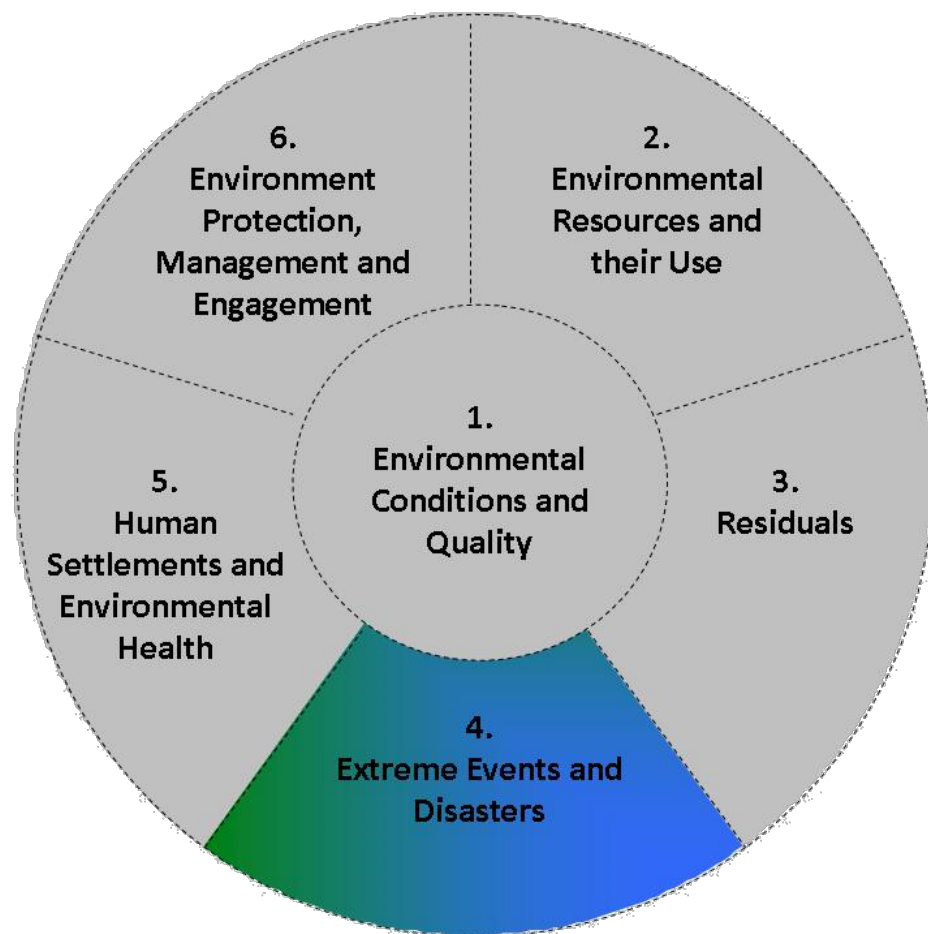 1.
Environmental
Conditions and
Quality
2.
Environmental
Resources and
their Use
3.
Residuals
4.
Extreme Events and
Disasters
5.
Human
Settlements and
Environmental
Health
6.
Environment
Protection,
Management and
Engagement